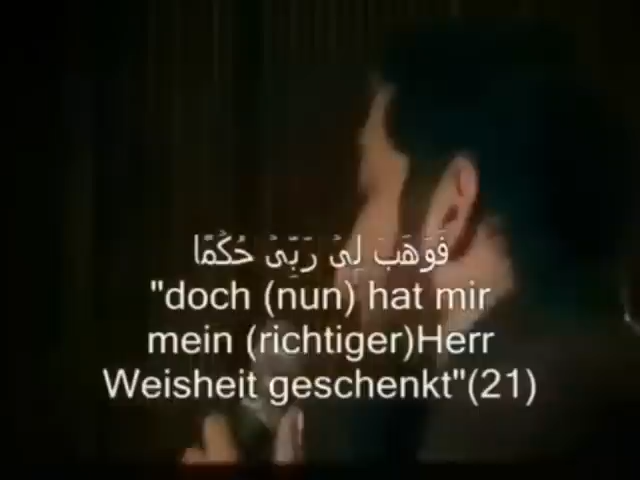 فَوَهَبَ لِىۡ رَبِّىۡ حُكۡمًا
"doch (nun) hat mir
mein (richtiger)Herr
Weisheit geschenkt"(21)